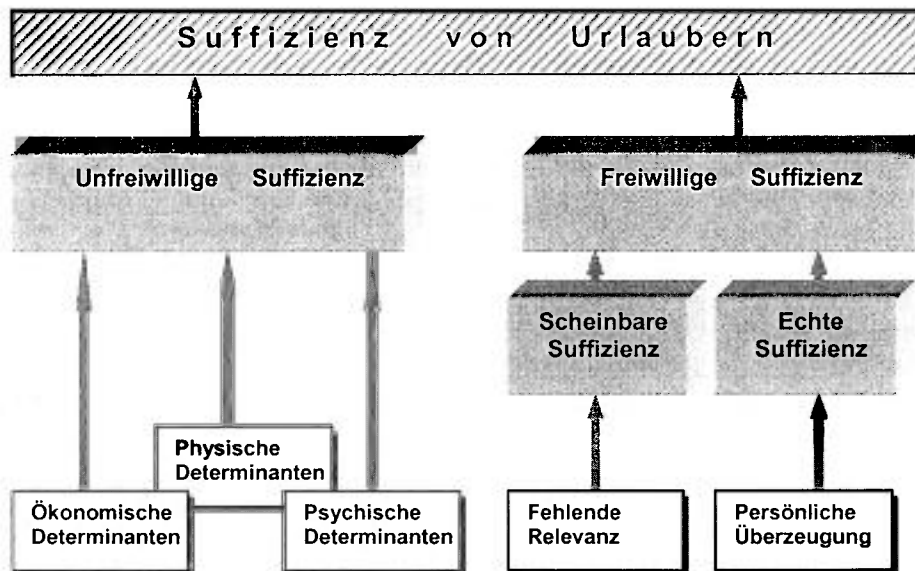 Suffizienz von Urlaubern
Unfreiwillige Suffizienz
Freiwillige Suffizienz
Scheinbare
Suffizienz
Echte
Suffizienz
Physische
Determinanten
Ökonomische
Determinanten
Psychische
Determinanten
Fehlende
Relevanz
Persönliche
Überzeugung